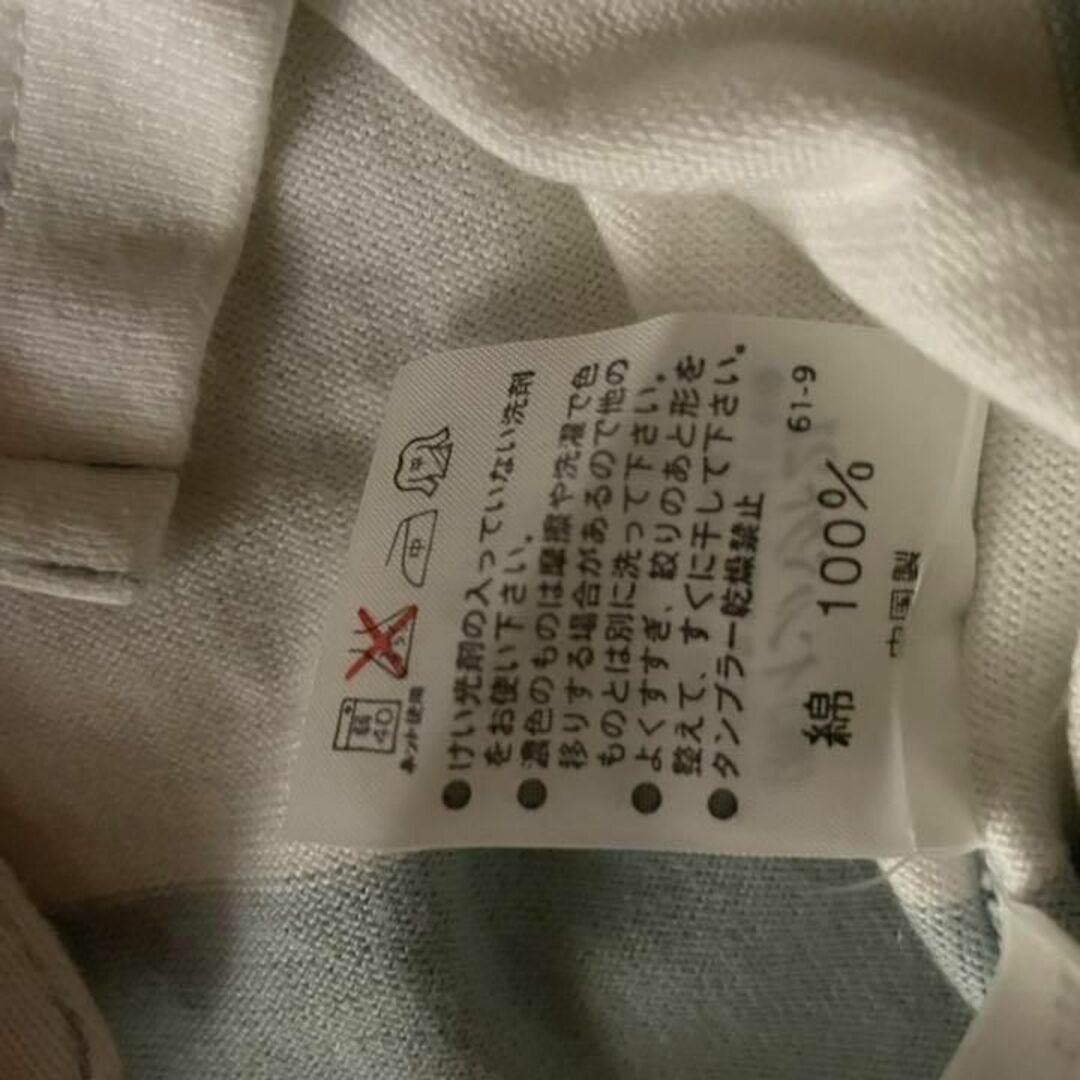 弱
40
ネット使用
中
中
●けい光剤の入っていない洗剤
をお使い下さい。
●濃色のものは摩擦や洗濯で色
移りする場合があるので他の
ものとは別に洗って下さい。
●よくすすぎ、絞りのあと形を
整えて、すぐに干して下さい。
●タンブラー乾燥禁止
61-9
綿 100%
中国製